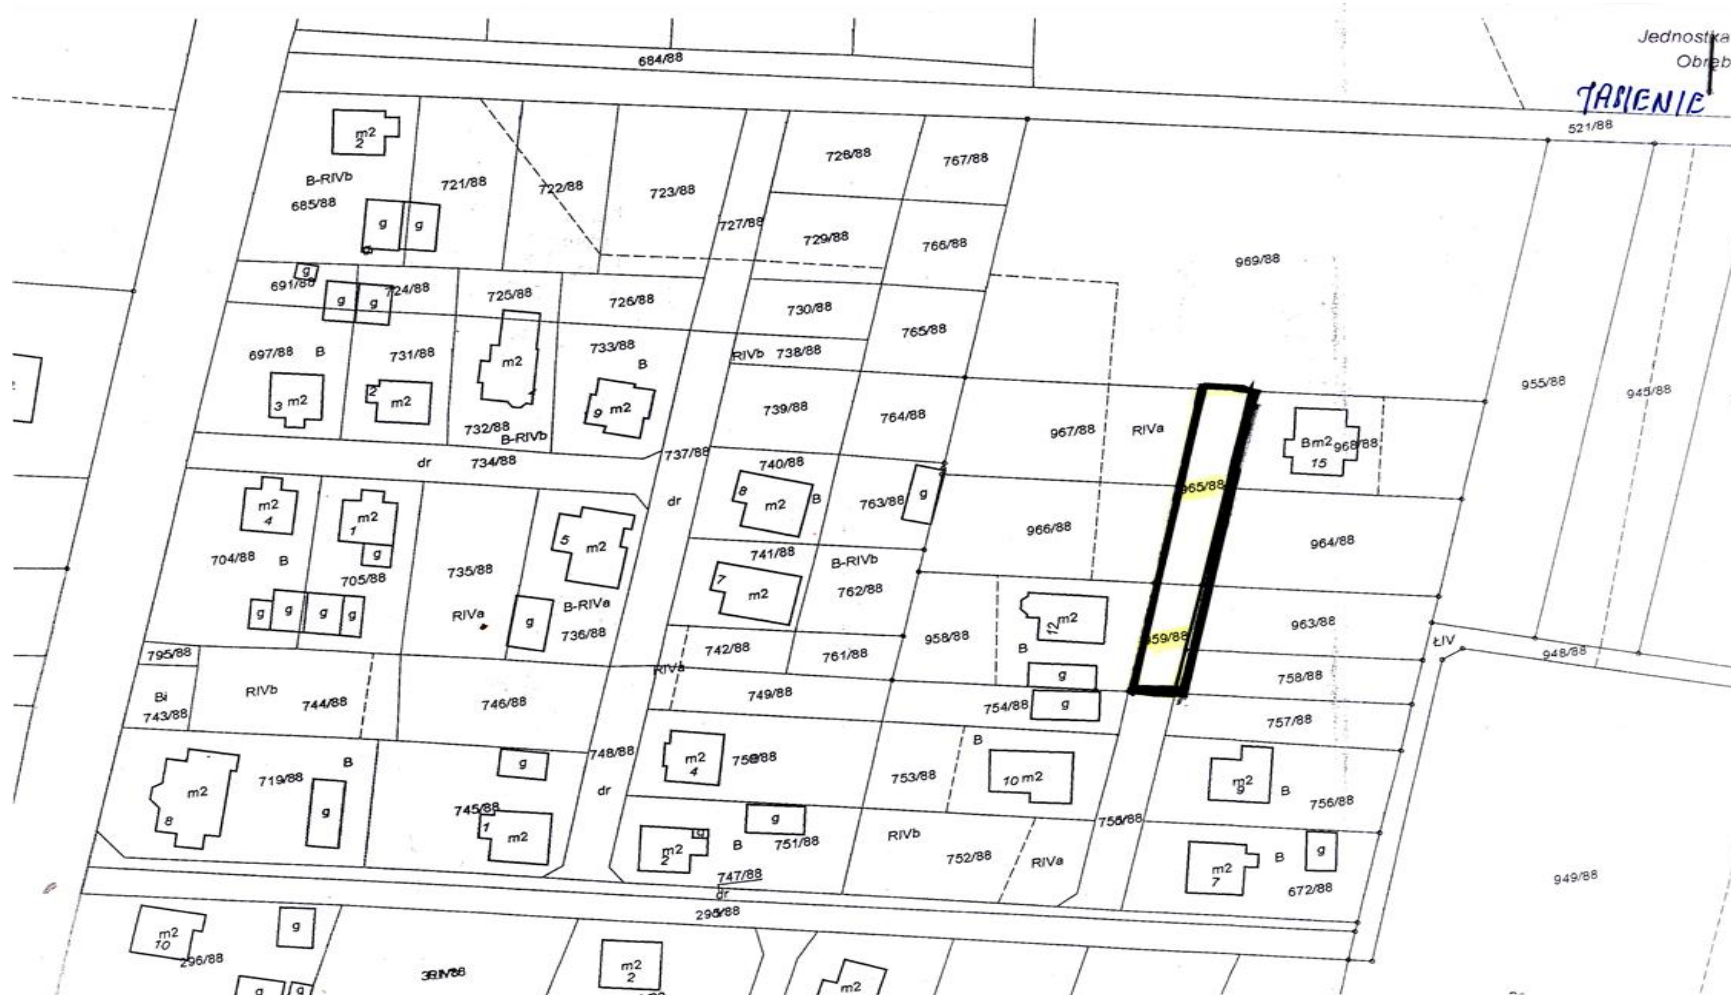 Jednostka
Obręb
JASIENIE
684/88
521/88
m2
2
B-RIVb
685/88
g
g
g
721/88
722/88
723/88
727/88
728/88
767/88
729/88
766/88
969/88
g
691/88
g
g
724/88
725/88
726/88
730/88
765/88
RIVb
738/88
697/88
B
731/88
m2
733/88
B
955/88
945/88
3
m2
2
m2
1
9
m2
739/88
764/88
967/88
RIVa
Bm2
968/88
15
732/88
B-RIVb
dr
734/88
737/88
740/88
965/88
m2
4
m2
1
g
dr
8
m2
B
763/88
g
966/88
964/88
704/88
B
705/88
735/88
5
m2
741/88
B-RIVb
7
m2
762/88
g
g
g
g
RIVa
g
B-RIVa
736/88
958/88
12
m2
B
959/88
963/88
ŁIV
948/88
795/88
742/88
761/88
RIVa
Bi
743/88
RIVb
744/88
746/88
749/88
g
754/88
g
758/88
757/88
748/88
m2
8
719/88
B
g
g
745/88
1
m2
dr
m2
4
750/88
753/88
B
10
m2
m2
9
B
756/88
755/88
g
m2
2
g
B
751/88
RIVb
752/88
RIVa
m2
7
B
g
672/88
949/88
747/88
dr
295/88
m2
10
g
296/88
g
g
m2
2
m2